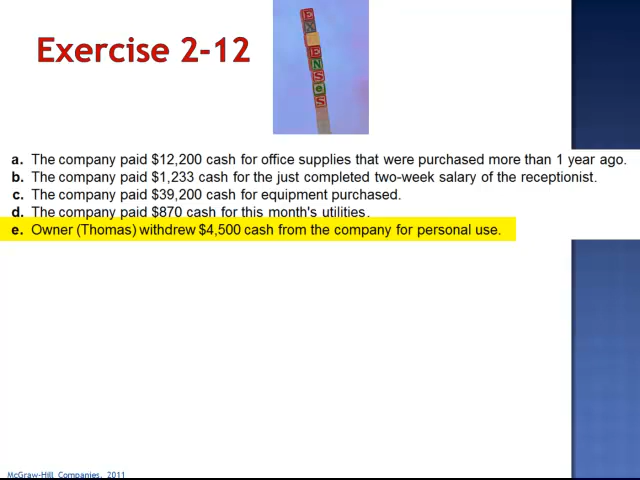 Exercise 2-12
EXPENSES
a. The company paid $12,200 cash for office supplies that were purchased more than 1 year ago.
b. The company paid $1,233 cash for the just completed two-week salary of the receptionist.
c. The company paid $39,200 cash for equipment purchased.
d. The company paid $870 cash for this month's utilities.
e. Owner (Thomas) withdrew $4,500 cash from the company for personal use.
McGraw-Hill Companies, 2011